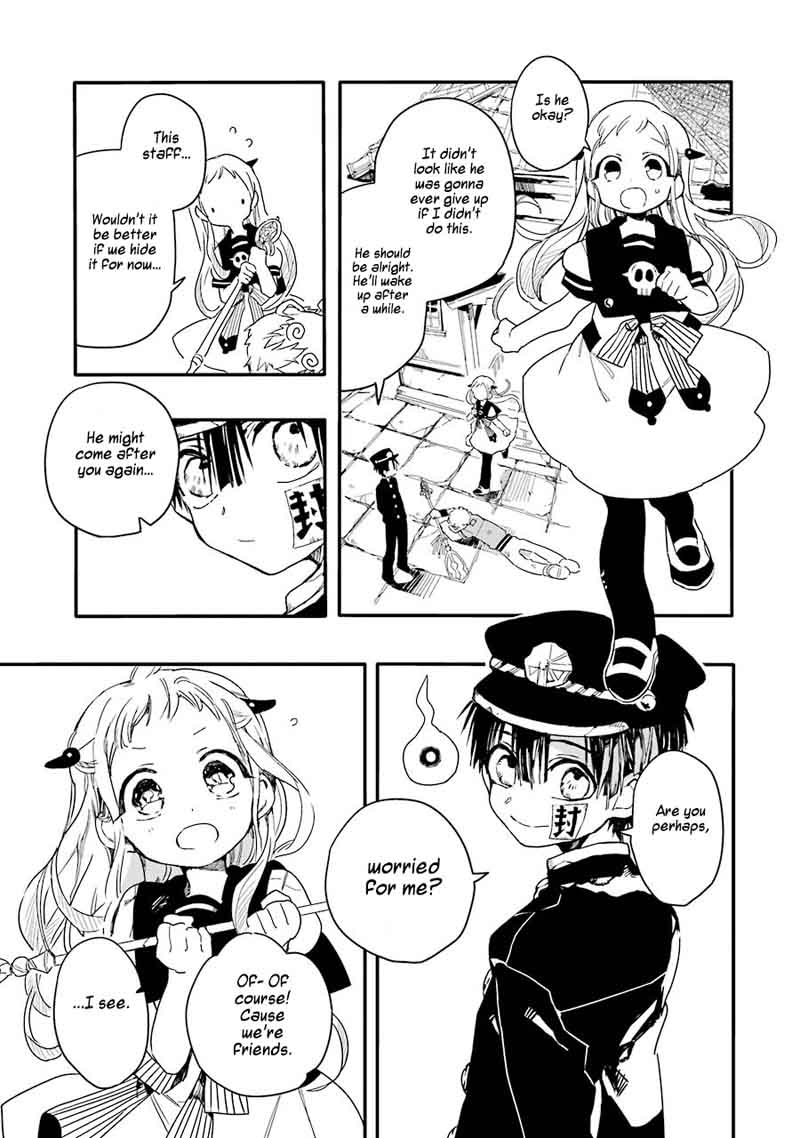 Is he
okay?
It didn't
look like he
was gonna
ever give up
if I didn't
do this.
He should
be alright.
He'll wake
up after
a while.
This
staff...
Wouldn't it
be better
if we hide
it for now...
He might
come after
you again...
封
Are you
perhaps,
封
worried
for me?
Of- Of
course!
Cause
we're
friends.
...I see.